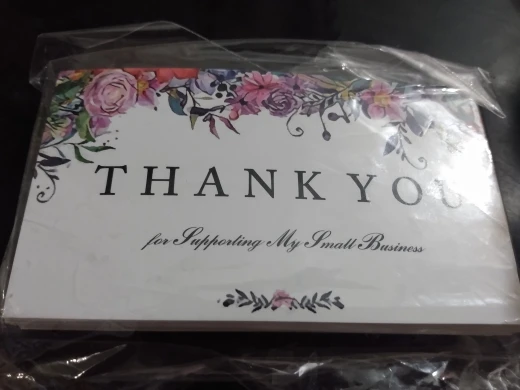 THANK YOU
for Supporting My Small Business